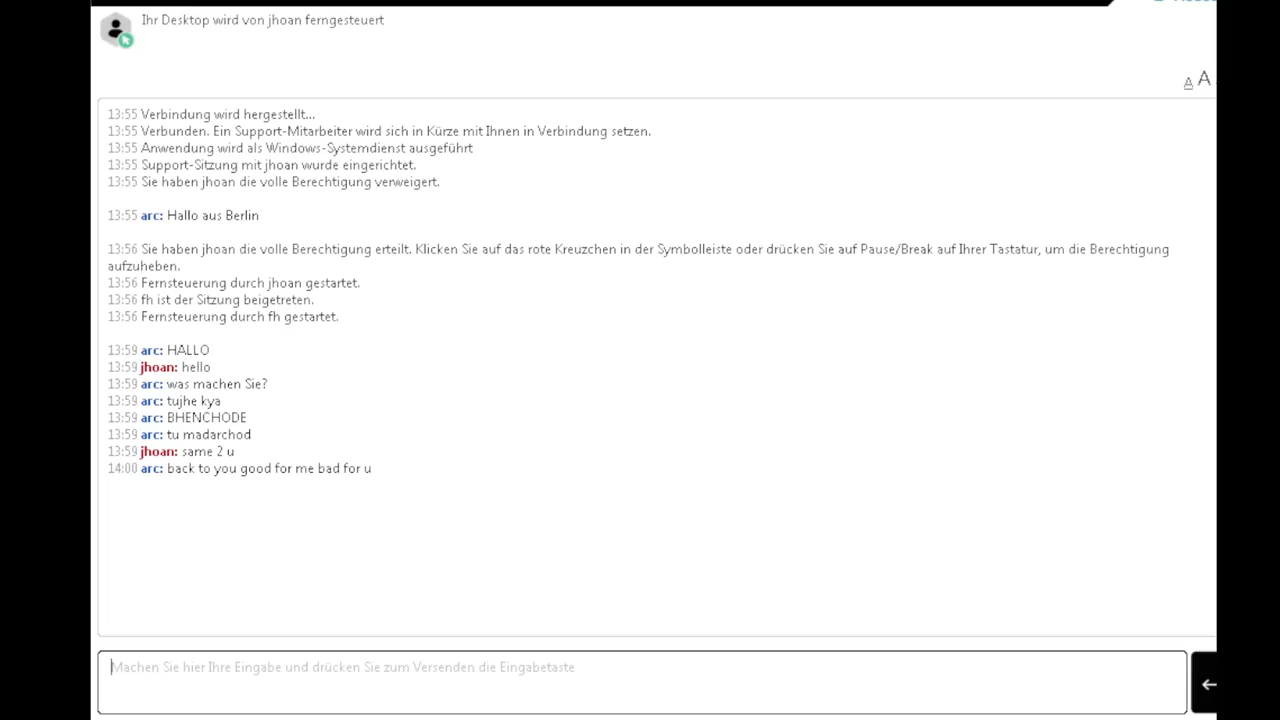 Ihr Desktop wird von jhoan ferngesteuert
A A
13:55 Verbindung wird hergestellt...
13:55 Verbunden. Ein Support-Mitarbeiter wird sich in Kürze mit Ihnen in Verbindung setzen.
13:55 Anwendung wird als Windows-Systemdienst ausgeführt
13:55 Support-Sitzung mit jhoan wurde eingerichtet.
13:55 Sie haben jhoan die volle Berechtigung verweigert.
13:55 arc: Hallo aus Berlin
13:56 Sie haben jhoan die volle Berechtigung erteilt. Klicken Sie auf das rote Kreuzchen in der Symbolleiste oder drücken Sie auf Pause/Break auf Ihrer Tastatur, um die Berechtigung
aufzuheben.
13:56 Fernsteuerung durch jhoan gestartet.
13:56 fh ist der Sitzung beigetreten.
13:56 Fernsteuerung durch fh gestartet.
13:59 arc: HALLO
13:59 jhoan: hello
13:59 arc: was machen Sie?
13:59 arc: tujhe kya
13:59 arc: BHENCHODE
13:59 arc: tu madarchod
13:59 jhoan: same 2 u
14:00 arc: back to you good for me bad for u
Machen Sie hier Ihre Eingabe und drücken Sie zum Versenden die Eingabetaste